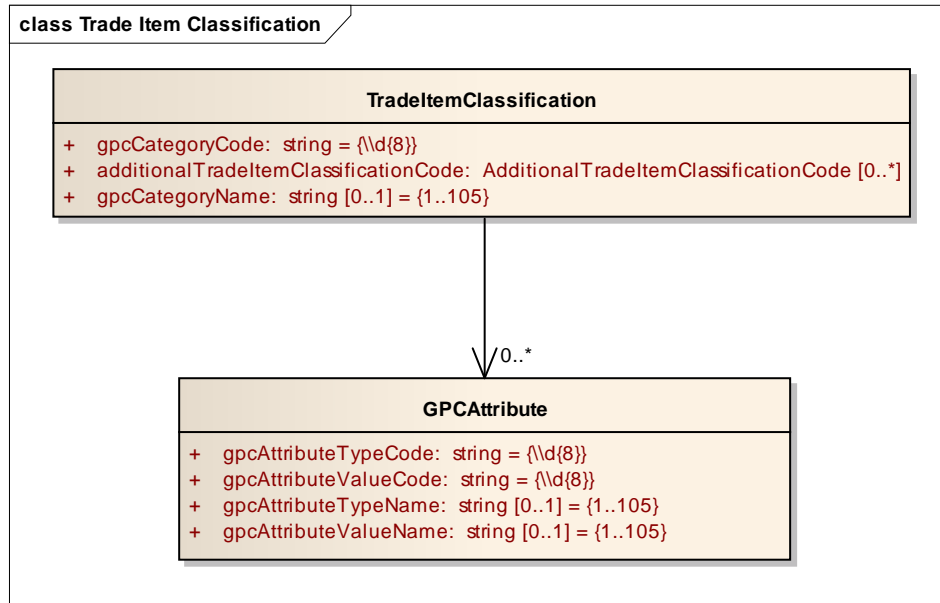 class Trade Item Classification
TradeItemClassification
+ gpcCategoryCode: string = {\\d{8}}
+ additionalTradeItemClassificationCode: AdditionalTradeItemClassificationCode [0..*]
+ gpcCategoryName: string [0..1] = {1..105}
0..*
GPCAttribute
+ gpcAttributeTypeCode: string = {\\d{8}}
+ gpcAttributeValueCode: string = {\\d{8}}
+ gpcAttributeTypeName: string [0..1] = {1..105}
+ gpcAttributeValueName: string [0..1] = {1..105}